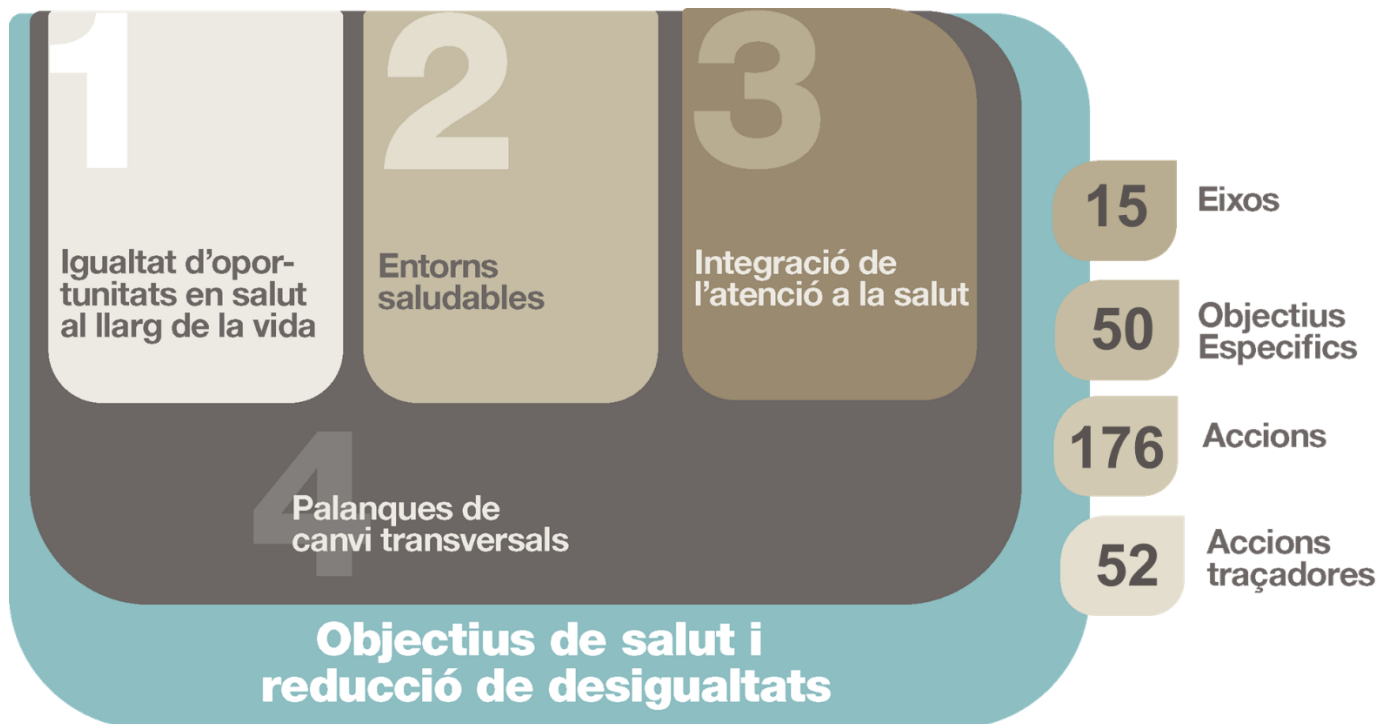 1
Igualtat d'opor-
tunitats en salut
al llarg de la vida
2
Entorns
saludables
3
Integració de
l'atenció a la salut
4
Palanques de
canvi transversals
Objectius de salut i
reducció de desigualtats
15
Eixos
50
Objectius
Especifics
176
Accions
52
Accions
traçadores